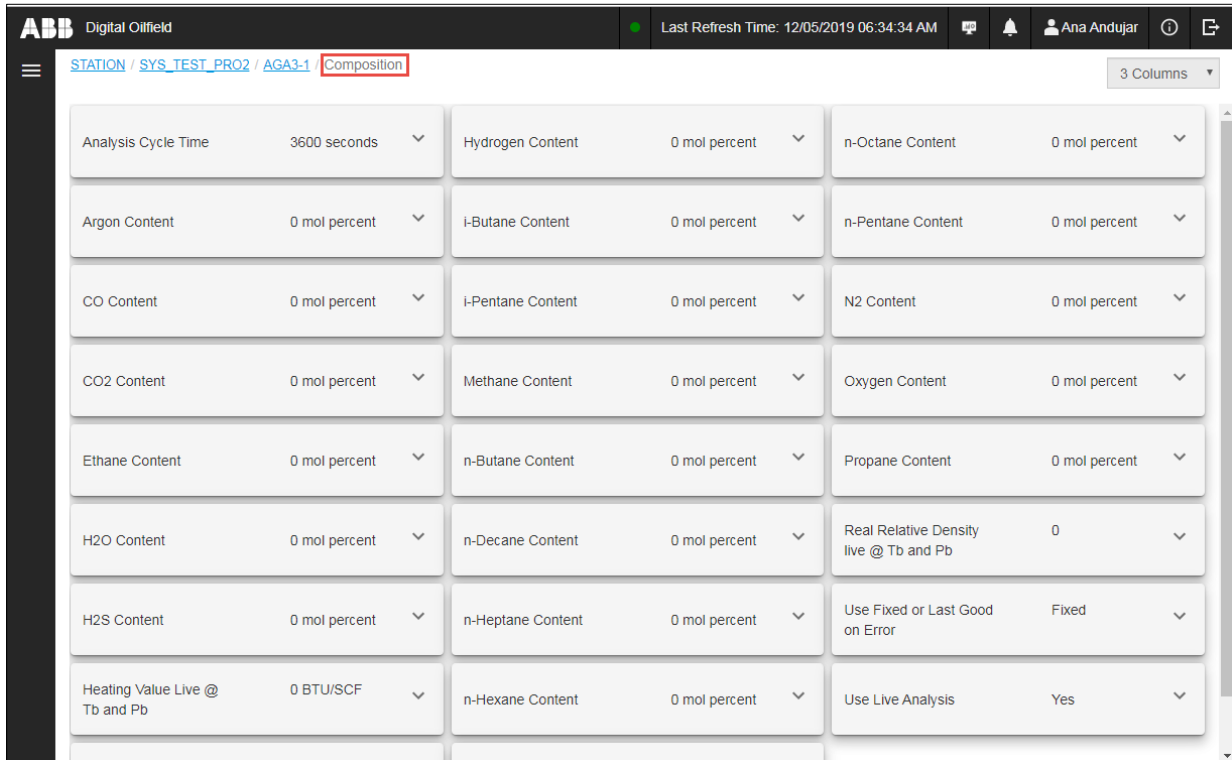 ABB Digital Oilfield Last Refresh Time: 12/05/2019 06:34:34 AM Ana Andujar
STATION / SYS_TEST_PRO2 / AGA3-1 / Composition
3 Columns
Analysis Cycle Time 3600 seconds
Hydrogen Content 0 mol percent
n-Octane Content 0 mol percent
Argon Content 0 mol percent
i-Butane Content 0 mol percent
n-Pentane Content 0 mol percent
CO Content 0 mol percent
i-Pentane Content 0 mol percent
N2 Content 0 mol percent
CO2 Content 0 mol percent
Methane Content 0 mol percent
Oxygen Content 0 mol percent
Ethane Content 0 mol percent
n-Butane Content 0 mol percent
Propane Content 0 mol percent
H2O Content 0 mol percent
n-Decane Content 0 mol percent
Real Relative Density 0
live @ Tb and Pb
H2S Content 0 mol percent
n-Heptane Content 0 mol percent
Use Fixed or Last Good Fixed
on Error
Heating Value Live @ 0 BTU/SCF
Tb and Pb
n-Hexane Content 0 mol percent
Use Live Analysis Yes